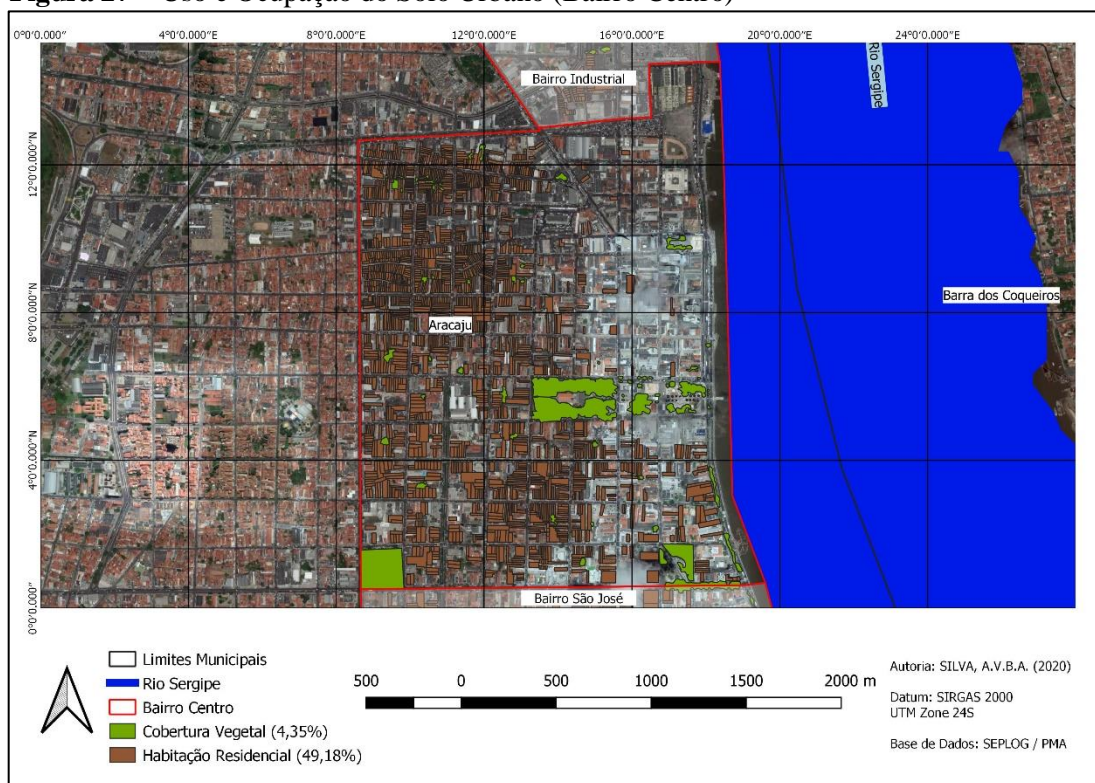 Figura – Uso e Ocupação do Solo Urbano (Bairro Centro)
0°0'0.000"0°0'0.000" 8°0'0.000" 12°0'0.000" 16°0'0.000" 20°0'0.000" 24°0'0.000"
Rio Sergipe
Bairro Industrial
12°0'0.000"N
8°0'0.000"N
Barra dos Coqueiros
Aracaju
4°0'0.000"N
0°0'0.000"
Bairro São José
Limites Municipais
Rio Sergipe
Bairro Centro
Cobertura Vegetal (4,35%)
Habitação Residencial (49,18%)
500 0 500 1000 1500 2000 m
Autoria: SILVA, A.V.B.A. (2020)
Datum: SIRGAS 2000
UTM Zone 24S
Base de Dados: SEPLOG / PMA